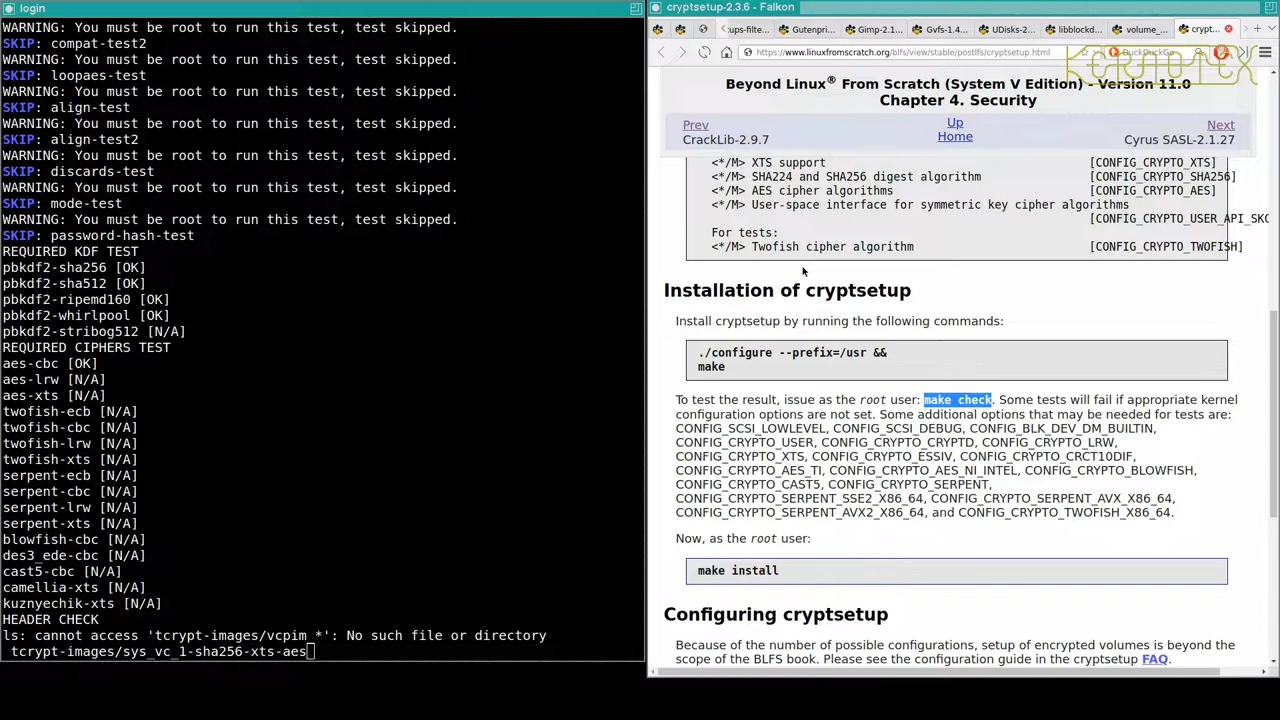 login
WARNING: You must be root to run this test, test skipped.
SKIP: compat-test2
WARNING: You must be root to run this test, test skipped.
SKIP: loopaes-test
WARNING: You must be root to run this test, test skipped.
SKIP: align-test
WARNING: You must be root to run this test, test skipped.
SKIP: align-test2
WARNING: You must be root to run this test, test skipped.
SKIP: discards-test
WARNING: You must be root to run this test, test skipped.
SKIP: mode-test
WARNING: You must be root to run this test, test skipped.
SKIP: password-hash-test
REQUIRED KDF TEST
pbkdf2-sha256 [OK]
pbkdf2-sha512 [OK]
pbkdf2-ripemd160 [OK]
pbkdf2-whirlpool [OK]
pbkdf2-stribog512 [N/A]
REQUIRED CIPHERS TEST
aes-cbc [OK]
aes-lrw [N/A]
aes-xts [N/A]
twofish-ecb [N/A]
twofish-cbc [N/A]
twofish-lrw [N/A]
twofish-xts [N/A]
serpent-ecb [N/A]
serpent-cbc [N/A]
serpent-lrw [N/A]
serpent-xts [N/A]
blowfish-cbc [N/A]
des3_ede-cbc [N/A]
cast5-cbc [N/A]
camellia-xts [N/A]
kuznyechik-xts [N/A]
HEADER CHECK
ls: cannot access 'tcrypt-images/vcpim_*': No such file or directory
tcrypt-images/sys_vc_1-sha256-xts-aes
cryptsetup-2.3.6 - Falkon
:ups-filte... Gutenpri... Gimp-2.1... Gvfs-1.4... UDisks-2... libblockd... volume_... crypt...
https://www.linuxfromscratch.org/blfs/view/stable/postlfs/cryptsetup.html DuckDuckGo
KERNOTEX
Beyond Linux® From Scratch (System V Edition) - Version 11.0
Chapter 4. Security
Prev Up Next
CrackLib-2.9.7 Home Cyrus SASL-2.1.27
<*/M> XTS support [CONFIG_CRYPTO_XTS]
<*/M> SHA224 and SHA256 digest algorithm [CONFIG_CRYPTO_SHA256]
<*/M> AES cipher algorithms [CONFIG_CRYPTO_AES]
<*/M> User-space interface for symmetric key cipher algorithms
[CONFIG_CRYPTO_USER_API_SKC
For tests:
<*/M> Twofish cipher algorithm [CONFIG_CRYPTO_TWOFISH]
Installation of cryptsetup
Install cryptsetup by running the following commands:
./configure --prefix=/usr &&
make
To test the result, issue as the root user: make check. Some tests will fail if appropriate kernel
configuration options are not set. Some additional options that may be needed for tests are:
CONFIG_SCSI_LOWLEVEL, CONFIG_SCSI_DEBUG, CONFIG_BLK_DEV_DM_BUILTIN,
CONFIG_CRYPTO_USER, CONFIG_CRYPTO_CRYPTD, CONFIG_CRYPTO_LRW,
CONFIG_CRYPTO_XTS, CONFIG_CRYPTO_ESSIV, CONFIG_CRYPTO_CRCT10DIF,
CONFIG_CRYPTO_AES_TI, CONFIG_CRYPTO_AES_NI_INTEL, CONFIG_CRYPTO_BLOWFISH,
CONFIG_CRYPTO_CAST5, CONFIG_CRYPTO_SERPENT,
CONFIG_CRYPTO_SERPENT_SSE2_X86_64, CONFIG_CRYPTO_SERPENT_AVX_X86_64,
CONFIG_CRYPTO_SERPENT_AVX2_X86_64, and CONFIG_CRYPTO_TWOFISH_X86_64.
Now, as the root user:
make install
Configuring cryptsetup
Because of the number of possible configurations, setup of encrypted volumes is beyond the
scope of the BLFS book. Please see the configuration guide in the cryptsetup FAQ.